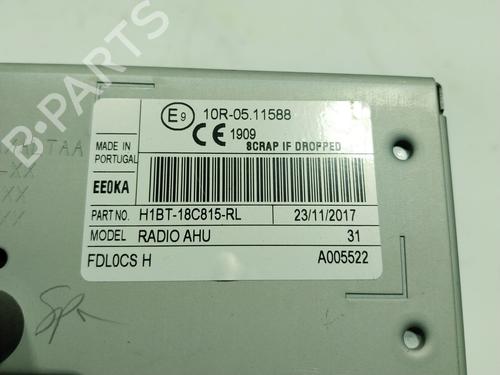 E9 10R-05.11588
CE 1909
SCRAP IF DROPPED
MADE IN
PORTUGAL
EE0KA
PART NO. H1BT-18C815-RL 23/11/2017
MODEL RADIO AHU 31
FDL0CS H A005522
B-Parts